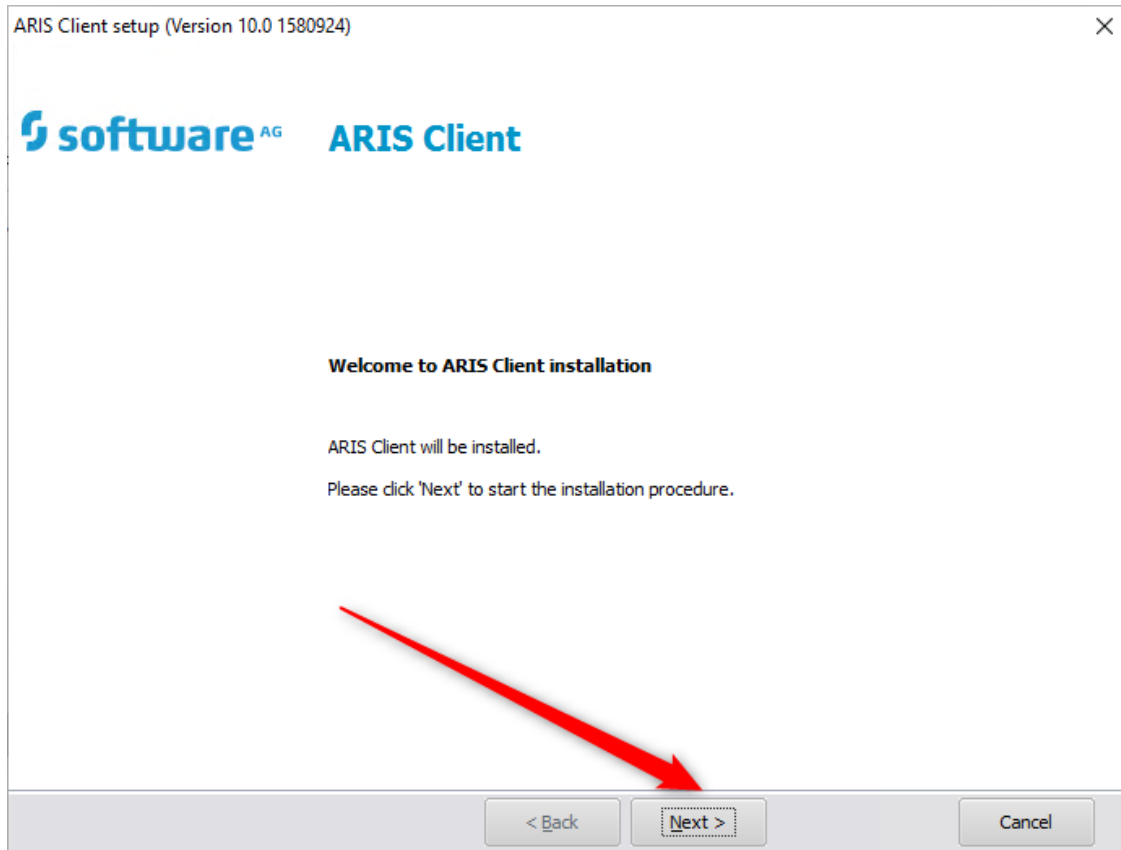 ARIS Client setup (Version 10.0 1580924)
software AG ARIS Client
Welcome to ARIS Client installation
ARIS Client will be installed.
Please click 'Next' to start the installation procedure.
< Back Next > Cancel